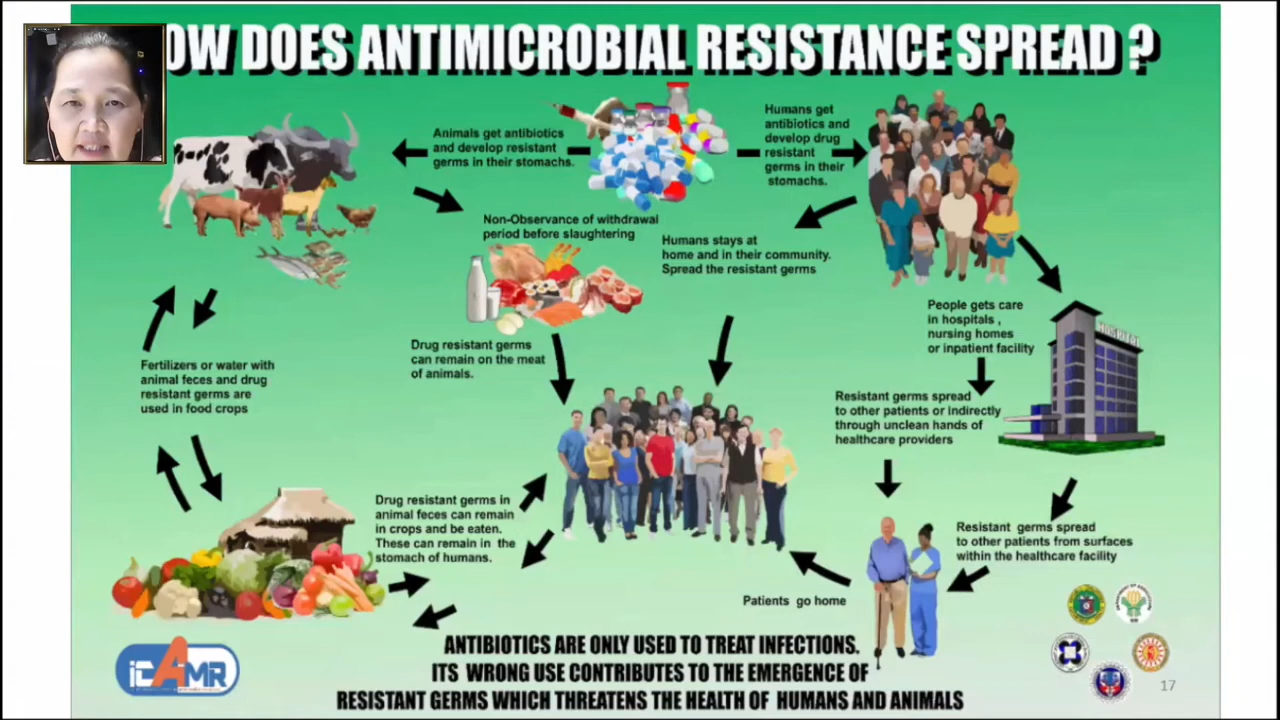 OW DOES ANTIMICROBIAL RESISTANCE SPREAD ?
Animals get antibiotics
and develop resistant
germs in their stomachs.
Humans get
antibiotics and
develop drug
resistant
germs in their
stomachs.
Non-Observance of withdrawal
period before slaughtering
Humans stays at
home and in their community.
Spread the resistant germs
People gets care
in hospitals ,
nursing homes
or inpatient facility
HOSPITAL
Drug resistant germs
can remain on the meat
of animals.
Fertilizers or water with
animal feces and drug
resistant germs are
used in food crops
Resistant germs spread
to other patients or indirectly
through unclean hands of
healthcare providers
Drug resistant germs in
animal feces can remain
in crops and be eaten.
These can remain in the
stomach of humans.
Resistant germs spread
to other patients from surfaces
within the healthcare facility
Patients go home
ANTIBIOTICS ARE ONLY USED TO TREAT INFECTIONS.
ITS WRONG USE CONTRIBUTES TO THE EMERGENCE OF
RESISTANT GERMS WHICH THREATENS THE HEALTH OF HUMANS AND ANIMALS
iCAMR
17